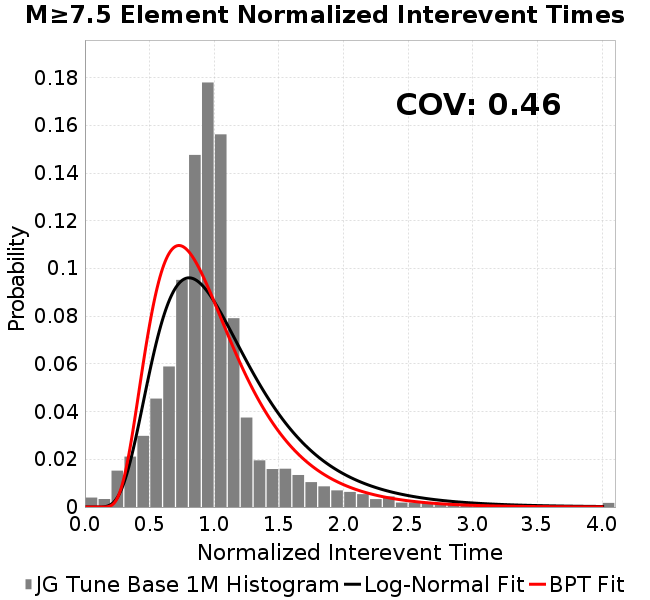 M≥7.5 Element Normalized Interevent Times
COV: 0.46
Probability
0.18
0.16
0.14
0.12
0.1
0.08
0.06
0.04
0.02
0
0.0 0.5 1.0 1.5 2.0 2.5 3.0 3.5 4.0
Normalized Interevent Time
JG Tune Base 1M Histogram Log-Normal Fit BPT Fit